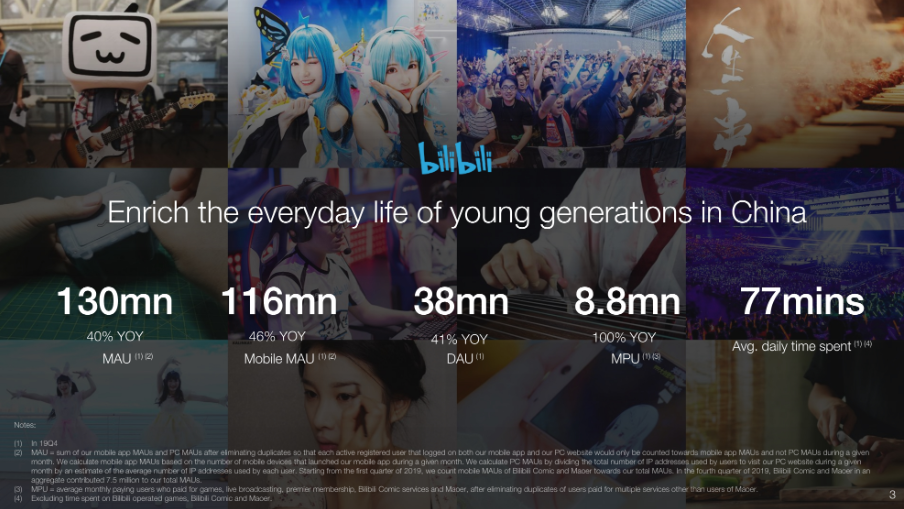 全
bilibili
Enrich the everyday life of young generations in China
130mn 116mn 38mn 8.8mn 77mins
40% YOY 46% YOY 41% YOY 100% YOY
MAU (1) (2) Mobile MAU (1) (2) DAU (1) MPU (1) (3) Avg. daily time spent (1) (4)
Notes:
(1) In 19Q4
(2) MAU = sum of our mobile app MAUs and PC MAUs after eliminating duplicates so that each active registered user that logged on both our mobile app and our PC website would only be counted towards mobile app MAUs and not PC MAUs during a given
month. We calculate mobile app MAUs based on the number of mobile devices that launched our mobile app during a given month. We calculate PC MAUs by dividing the total number of IP addresses used by users to visit our PC website during a given
month by an estimate of the average number of IP addresses used by each user. Starting from the first quarter of 2019, we count mobile MAUs of Bilibili Comic and Maoer towards our total MAUs. In the fourth quarter of 2019, Bilibili Comic and Maoer in an
aggregate contributed 7.5 million to our total MAUs.
(3) MPU = average monthly paying users who paid for games, live broadcasting, premier membership, Bilibili Comic services and Maoer, after eliminating duplicates of users paid for multiple services other than users of Maoer.
(4) Excluding time spent on Bilibili operated games, Bilibili Comic and Maoer.
3